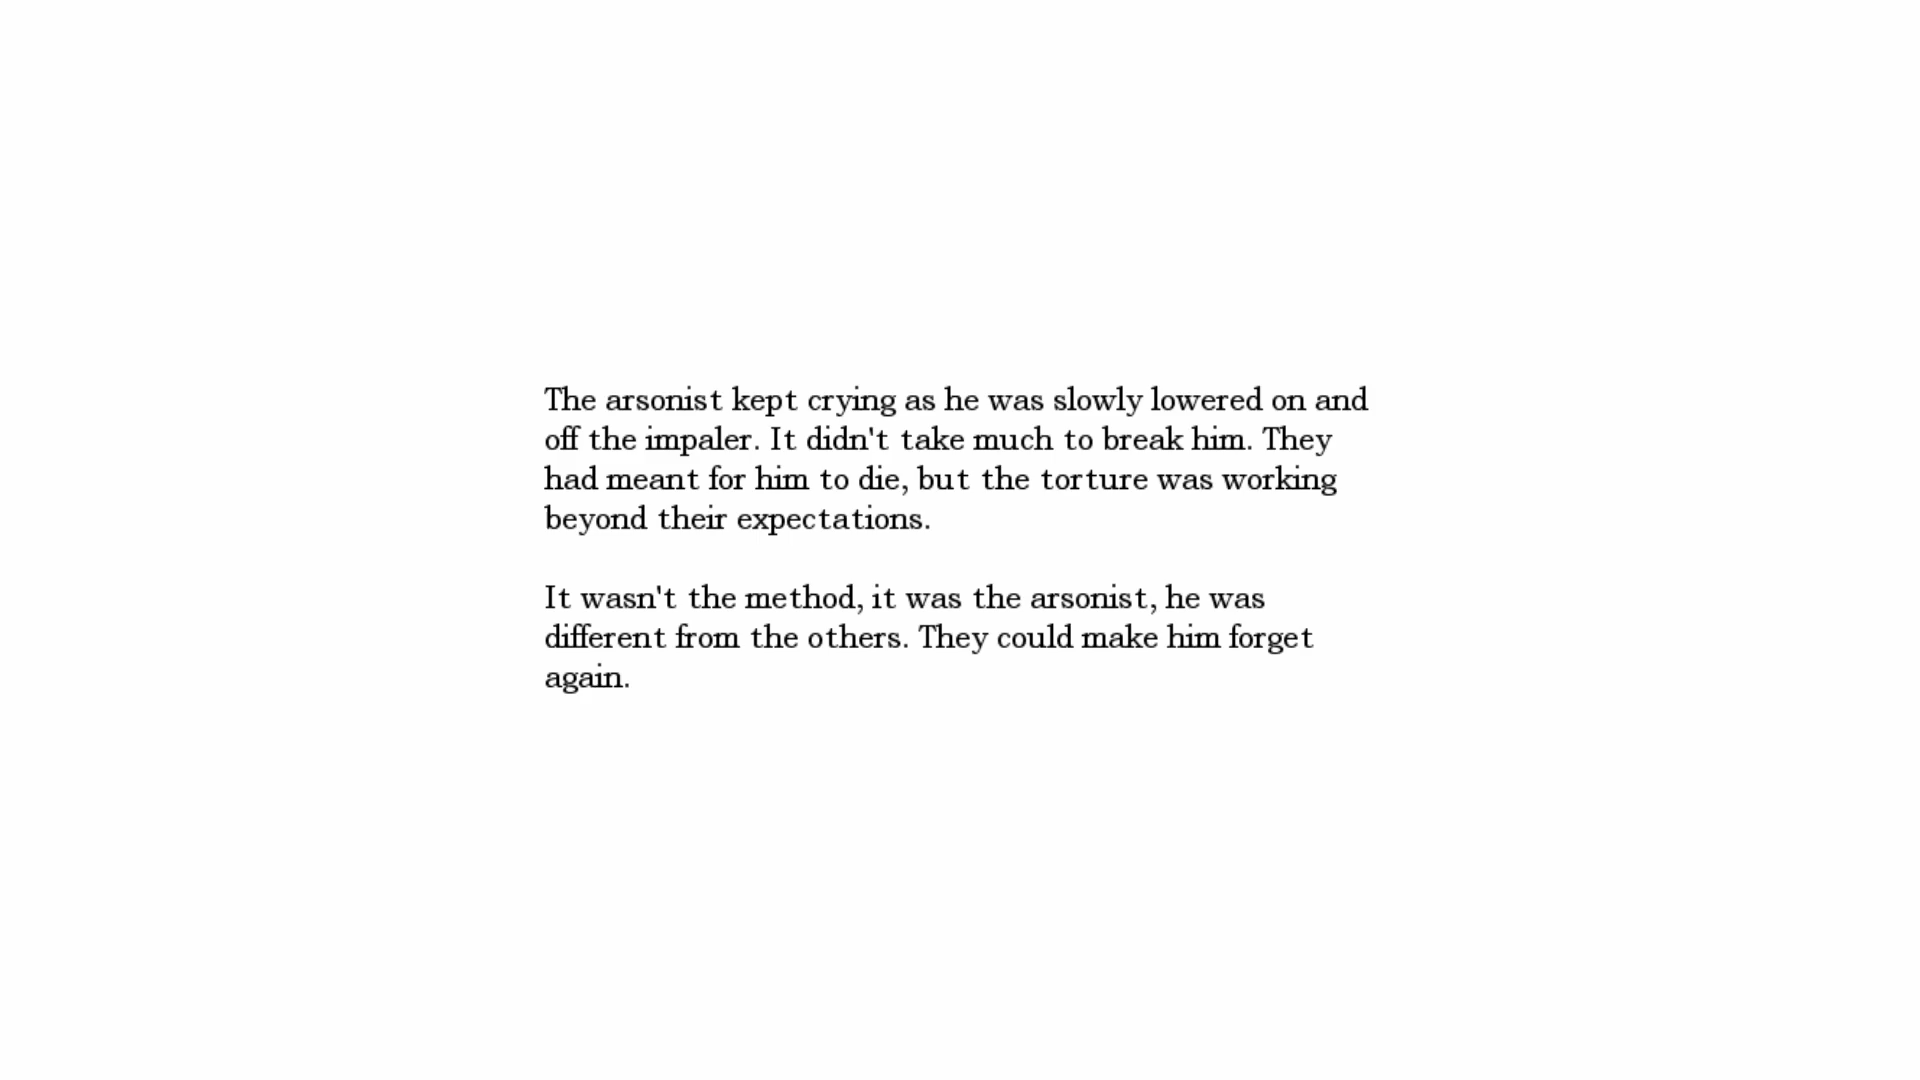 The arsonist kept crying as he was slowly lowered on and
off the impaler. It didn't take much to break him. They
had meant for him to die, but the torture was working
beyond their expectations.
It wasn't the method, it was the arsonist, he was
different from the others. They could make him forget
again.